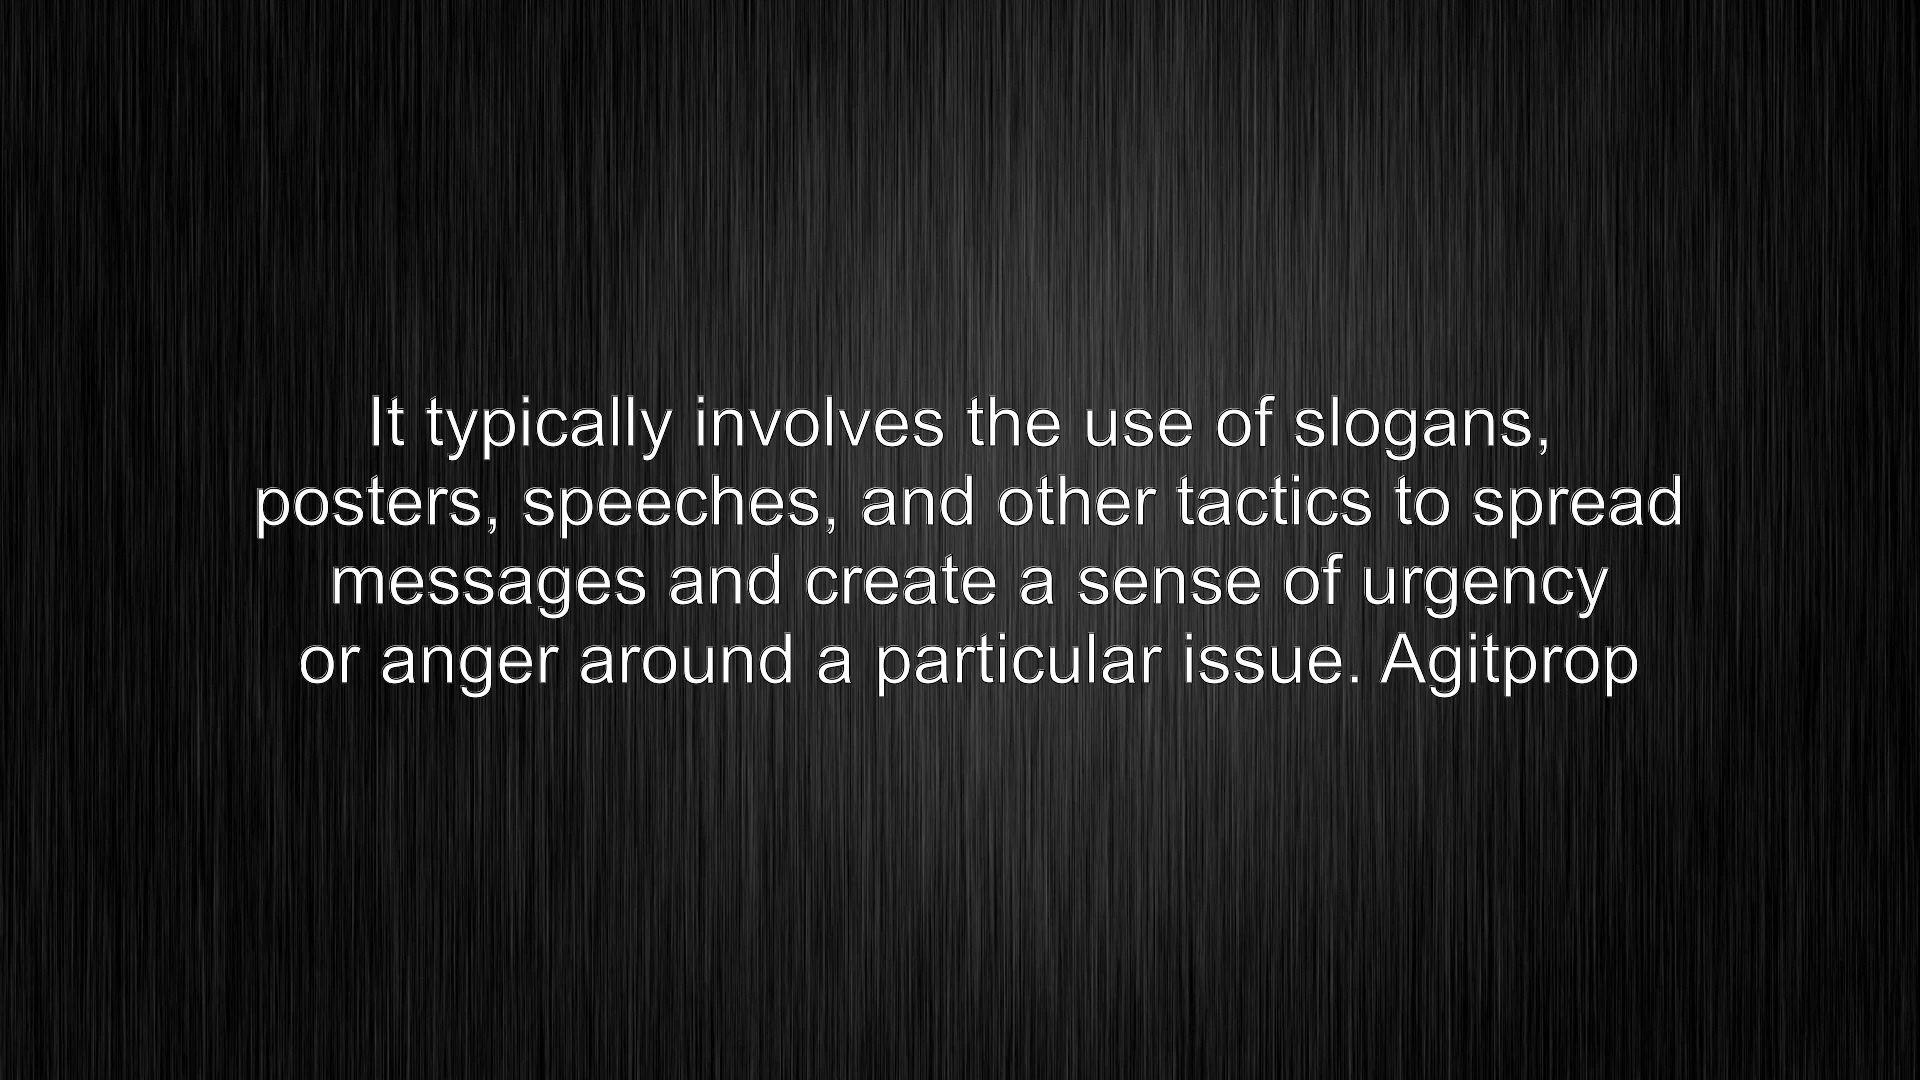 It typically involves the use of slogans,
posters, speeches, and other tactics to spread
messages and create a sense of urgency
or anger around a particular issue. Agitprop